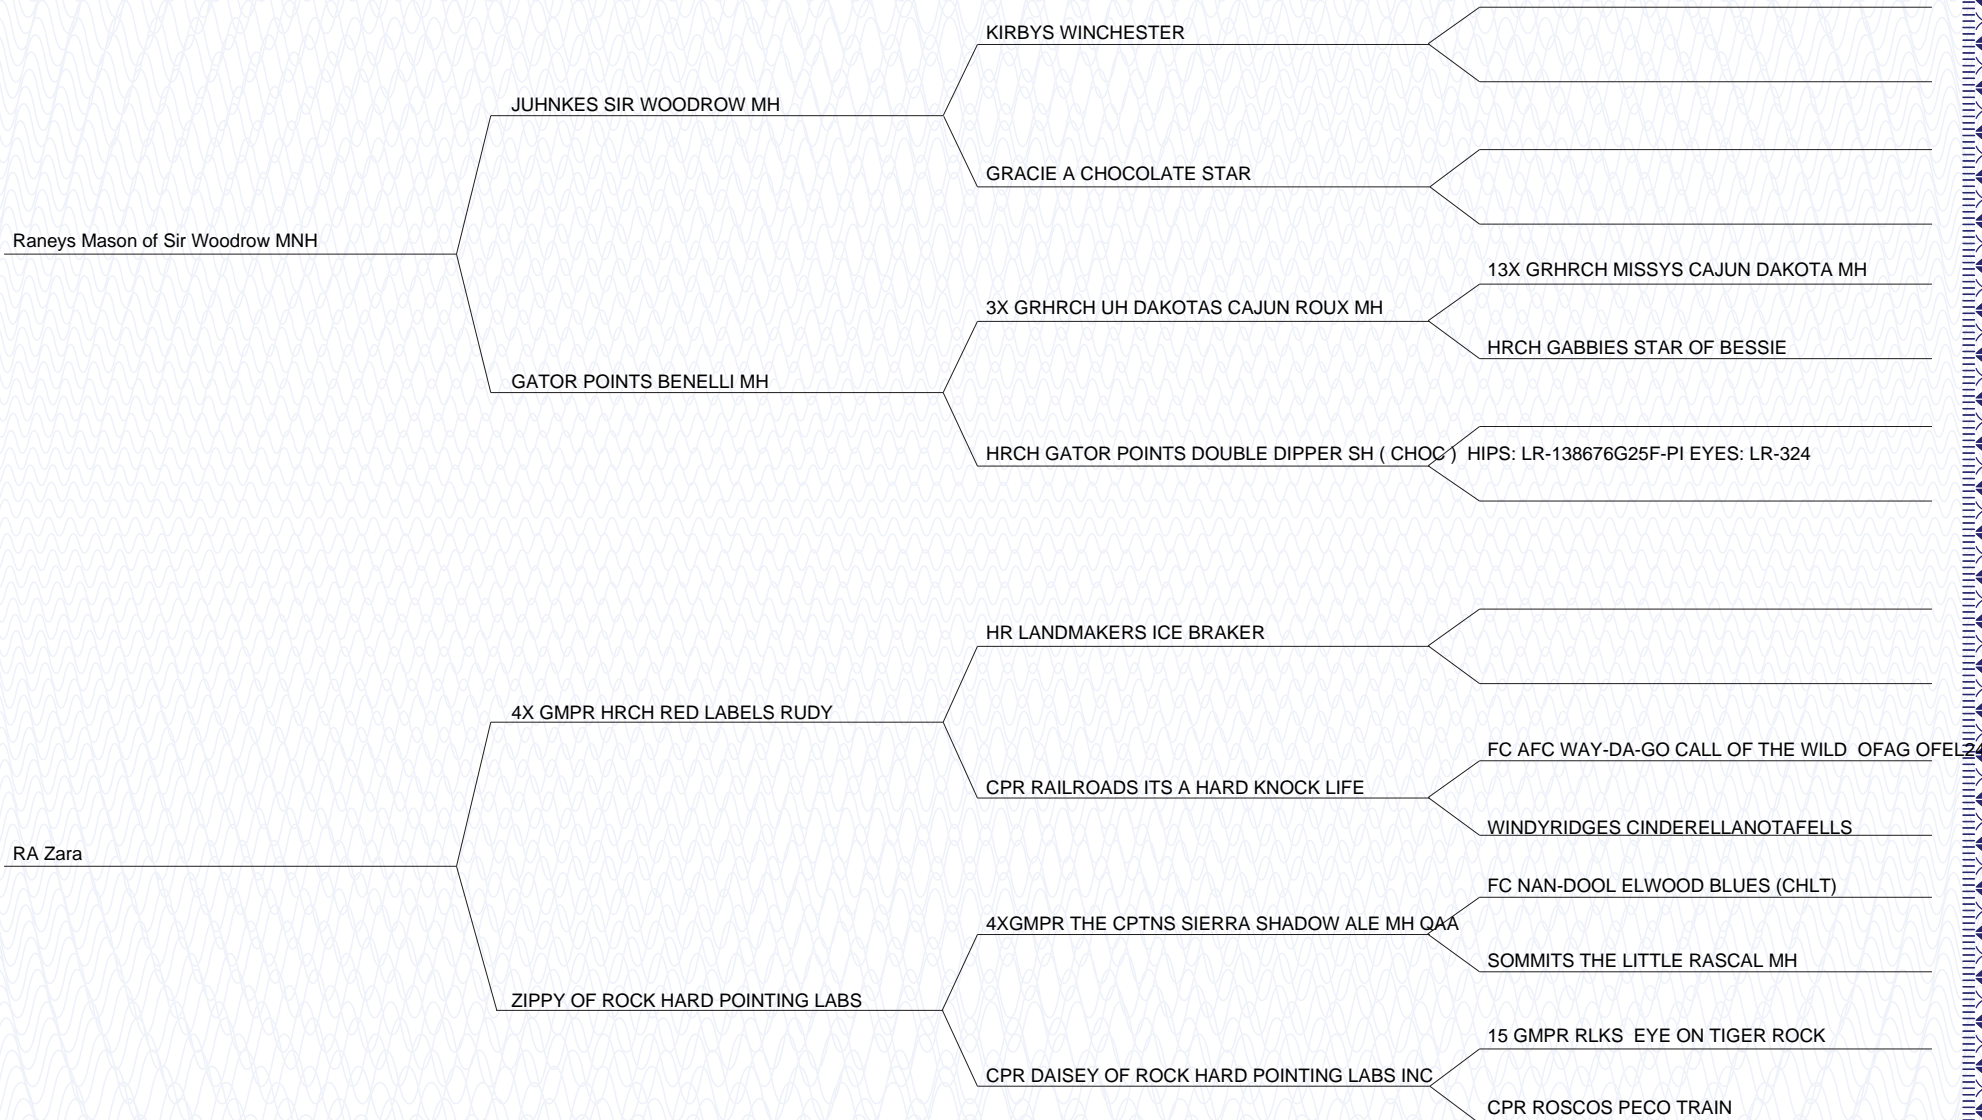 KIRBYS WINCHESTER
JUHNKES SIR WOODROW MH
GRACIE A CHOCOLATE STAR
Raneys Mason of Sir Woodrow MNH
13X GRHRCH MISSYS CAJUN DAKOTA MH
3X GRHRCH UH DAKOTAS CAJUN ROUX MH
HRCH GABBIES STAR OF BESSIE
GATOR POINTS BENELLI MH
HRCH GATOR POINTS DOUBLE DIPPER SH ( CHOC )  HIPS: LR-138676G25F-PI EYES: LR-324
HR LANDMAKERS ICE BRAKER
4X GMPR HRCH RED LABELS RUDY
FC AFC WAY-DA-GO CALL OF THE WILD  OFAG
CPR RAILROADS ITS A HARD KNOCK LIFE
WINDYRIDGES CINDERELLANOTAFELLS
RA Zara
FC NAN-DOOL ELWOOD BLUES (CHLT)
4XGMPR THE CPTNS SIERRA SHADOW ALE MH QAA
SOMMITS THE LITTLE RASCAL MH
ZIPPY OF ROCK HARD POINTING LABS
15 GMPR RLKS  EYE ON TIGER ROCK
CPR DAISEY OF ROCK HARD POINTING LABS INC
CPR ROSCOS PECO TRAIN